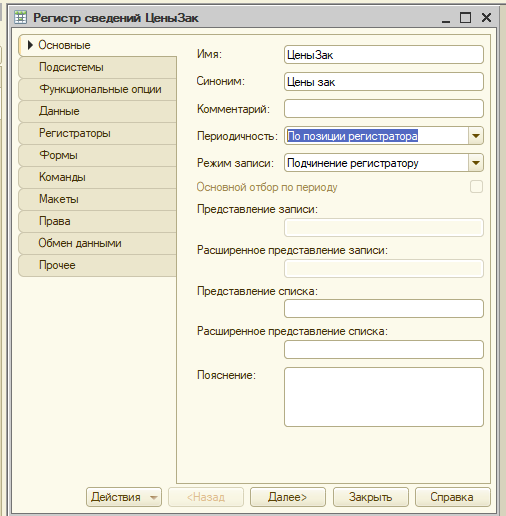 Регистр сведений ЦеныЗак
Основные
Подсистемы
Функциональные опции
Данные
Регистраторы
Формы
Команды
Макеты
Права
Обмен данными
Прочее
Имя: ЦеныЗак
Синоним: Цены зак
Комментарий:
Периодичность: По позиции регистратора
Режим записи: Подчинение регистратору
Основной отбор по периоду
Представление записи:
Расширенное представление записи:
Представление списка:
Расширенное представление списка:
Пояснение:
Действия <Назад Далее> Закрыть Справка